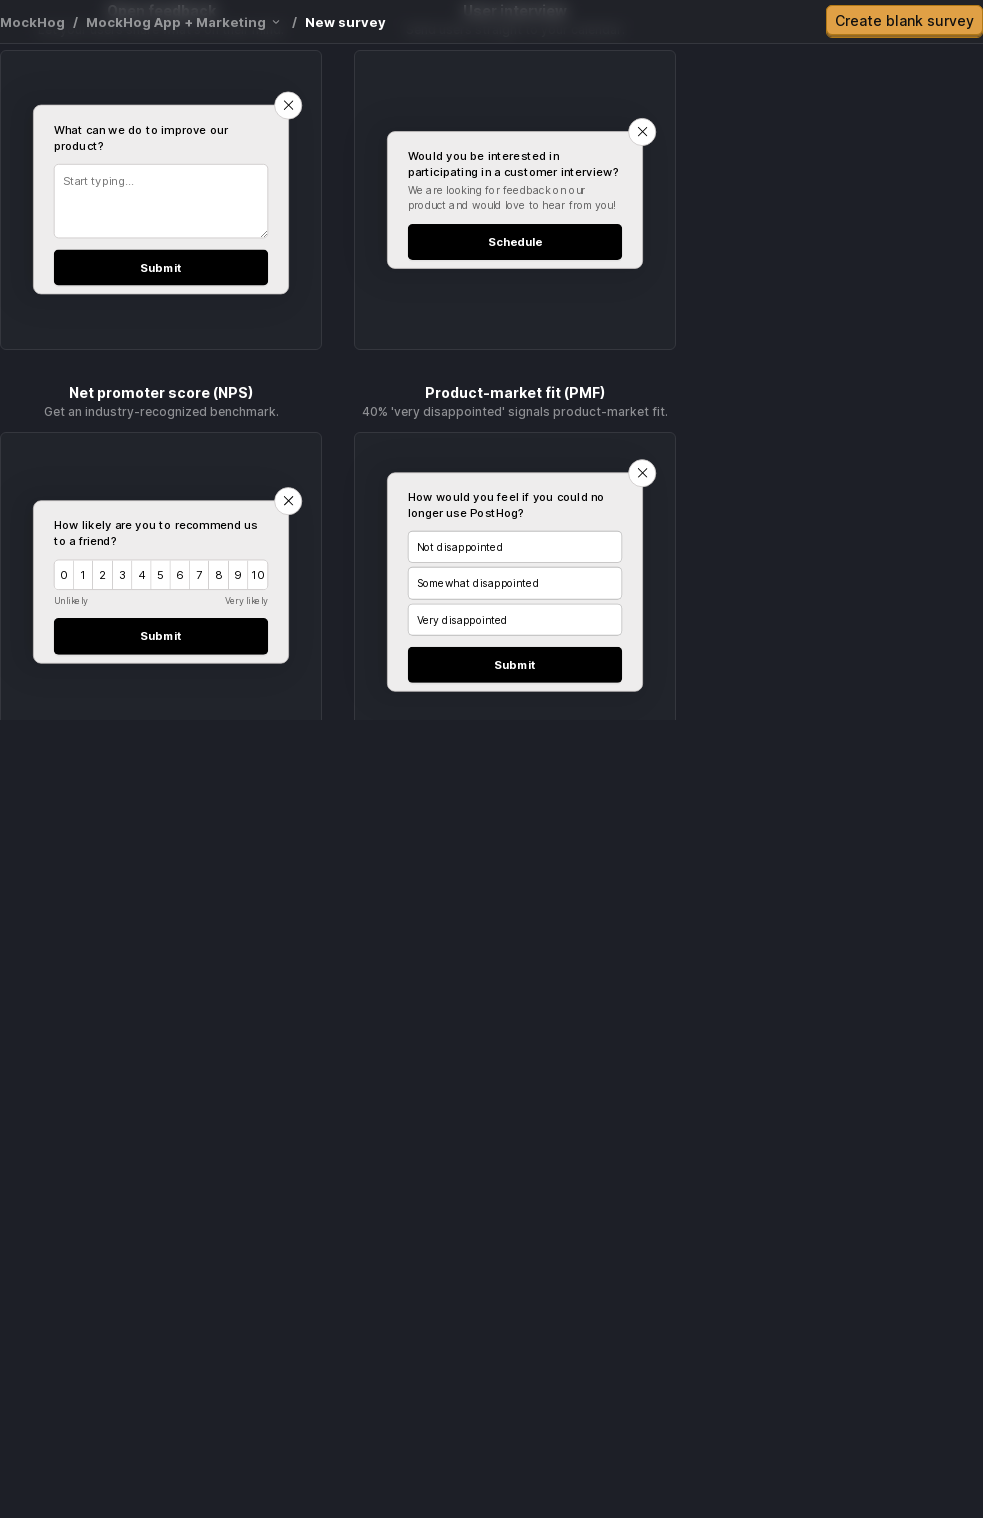 Open feedback
User interview
MockHog / MockHog App + Marketing / New survey
Create blank survey
What can we do to improve our
product?
Start typing...
Submit
Would you be interested in
participating in a customer interview?
We are looking for feedback on our
product and would love to hear from you!
Schedule
Net promoter score (NPS)
Get an industry-recognized benchmark.
Product-market fit (PMF)
40% 'very disappointed' signals product-market fit.
How likely are you to recommend us
to a friend?
0 1 2 3 4 5 6 7 8 9 10
Unlikely Very likely
Submit
How would you feel if you could no
longer use PostHog?
Not disappointed
Somewhat disappointed
Very disappointed
Submit